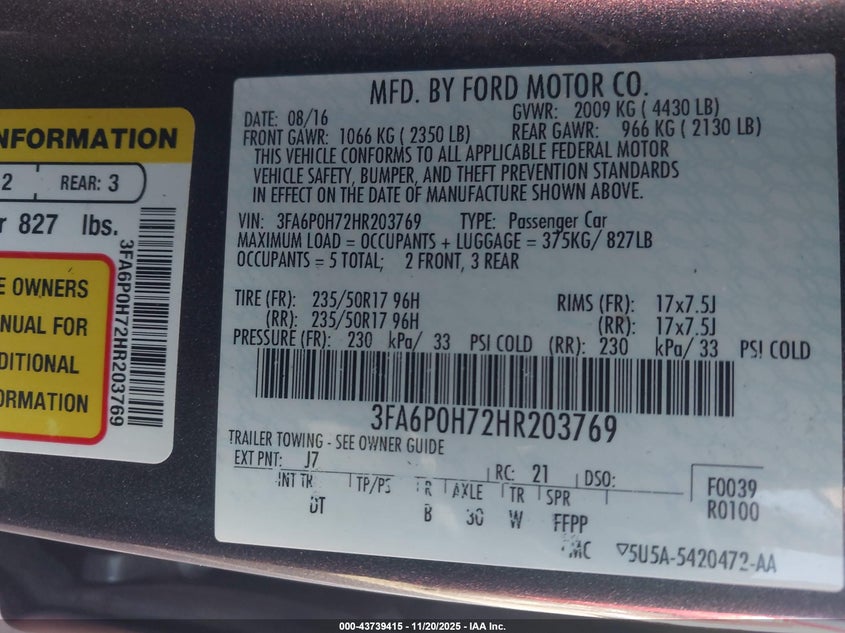 NFORMATION
2 REAR: 3
r 827 lbs.
E OWNERS
NUAL FOR
DITIONAL
ORMATION
3FA6P0H72HR203769
MFD. BY FORD MOTOR CO.
DATE: 08/16 GVWR: 2009 KG ( 4430 LB)
FRONT GAWR: 1066 KG ( 2350 LB) REAR GAWR: 966 KG ( 2130 LB)
THIS VEHICLE CONFORMS TO ALL APPLICABLE FEDERAL MOTOR
VEHICLE SAFETY, BUMPER, AND THEFT PREVENTION STANDARDS
IN EFFECT ON THE DATE OF MANUFACTURE SHOWN ABOVE.
VIN: 3FA6P0H72HR203769 TYPE: Passenger Car
MAXIMUM LOAD = OCCUPANTS + LUGGAGE = 375KG/ 827LB
OCCUPANTS = 5 TOTAL; 2 FRONT, 3 REAR
TIRE (FR): 235/50R17 96H RIMS (FR): 17x7.5J
(RR): 235/50R17 96H (RR): 17x7.5J
PRESSURE (FR): 230 kPa/ 33 PSI COLD (RR): 230 kPa/ 33 PSI COLD
3FA6P0H72HR203769
TRAILER TOWING - SEE OWNER GUIDE
EXT PNT: J7 RC: 21 DSO: F0039
INT TR TP/PS R AXLE TR SPR R0100
DT B 30 W FFPP
MC ▽5U5A-5420472-AA
000-43739415 - 11/20/2025 - IAA Inc.